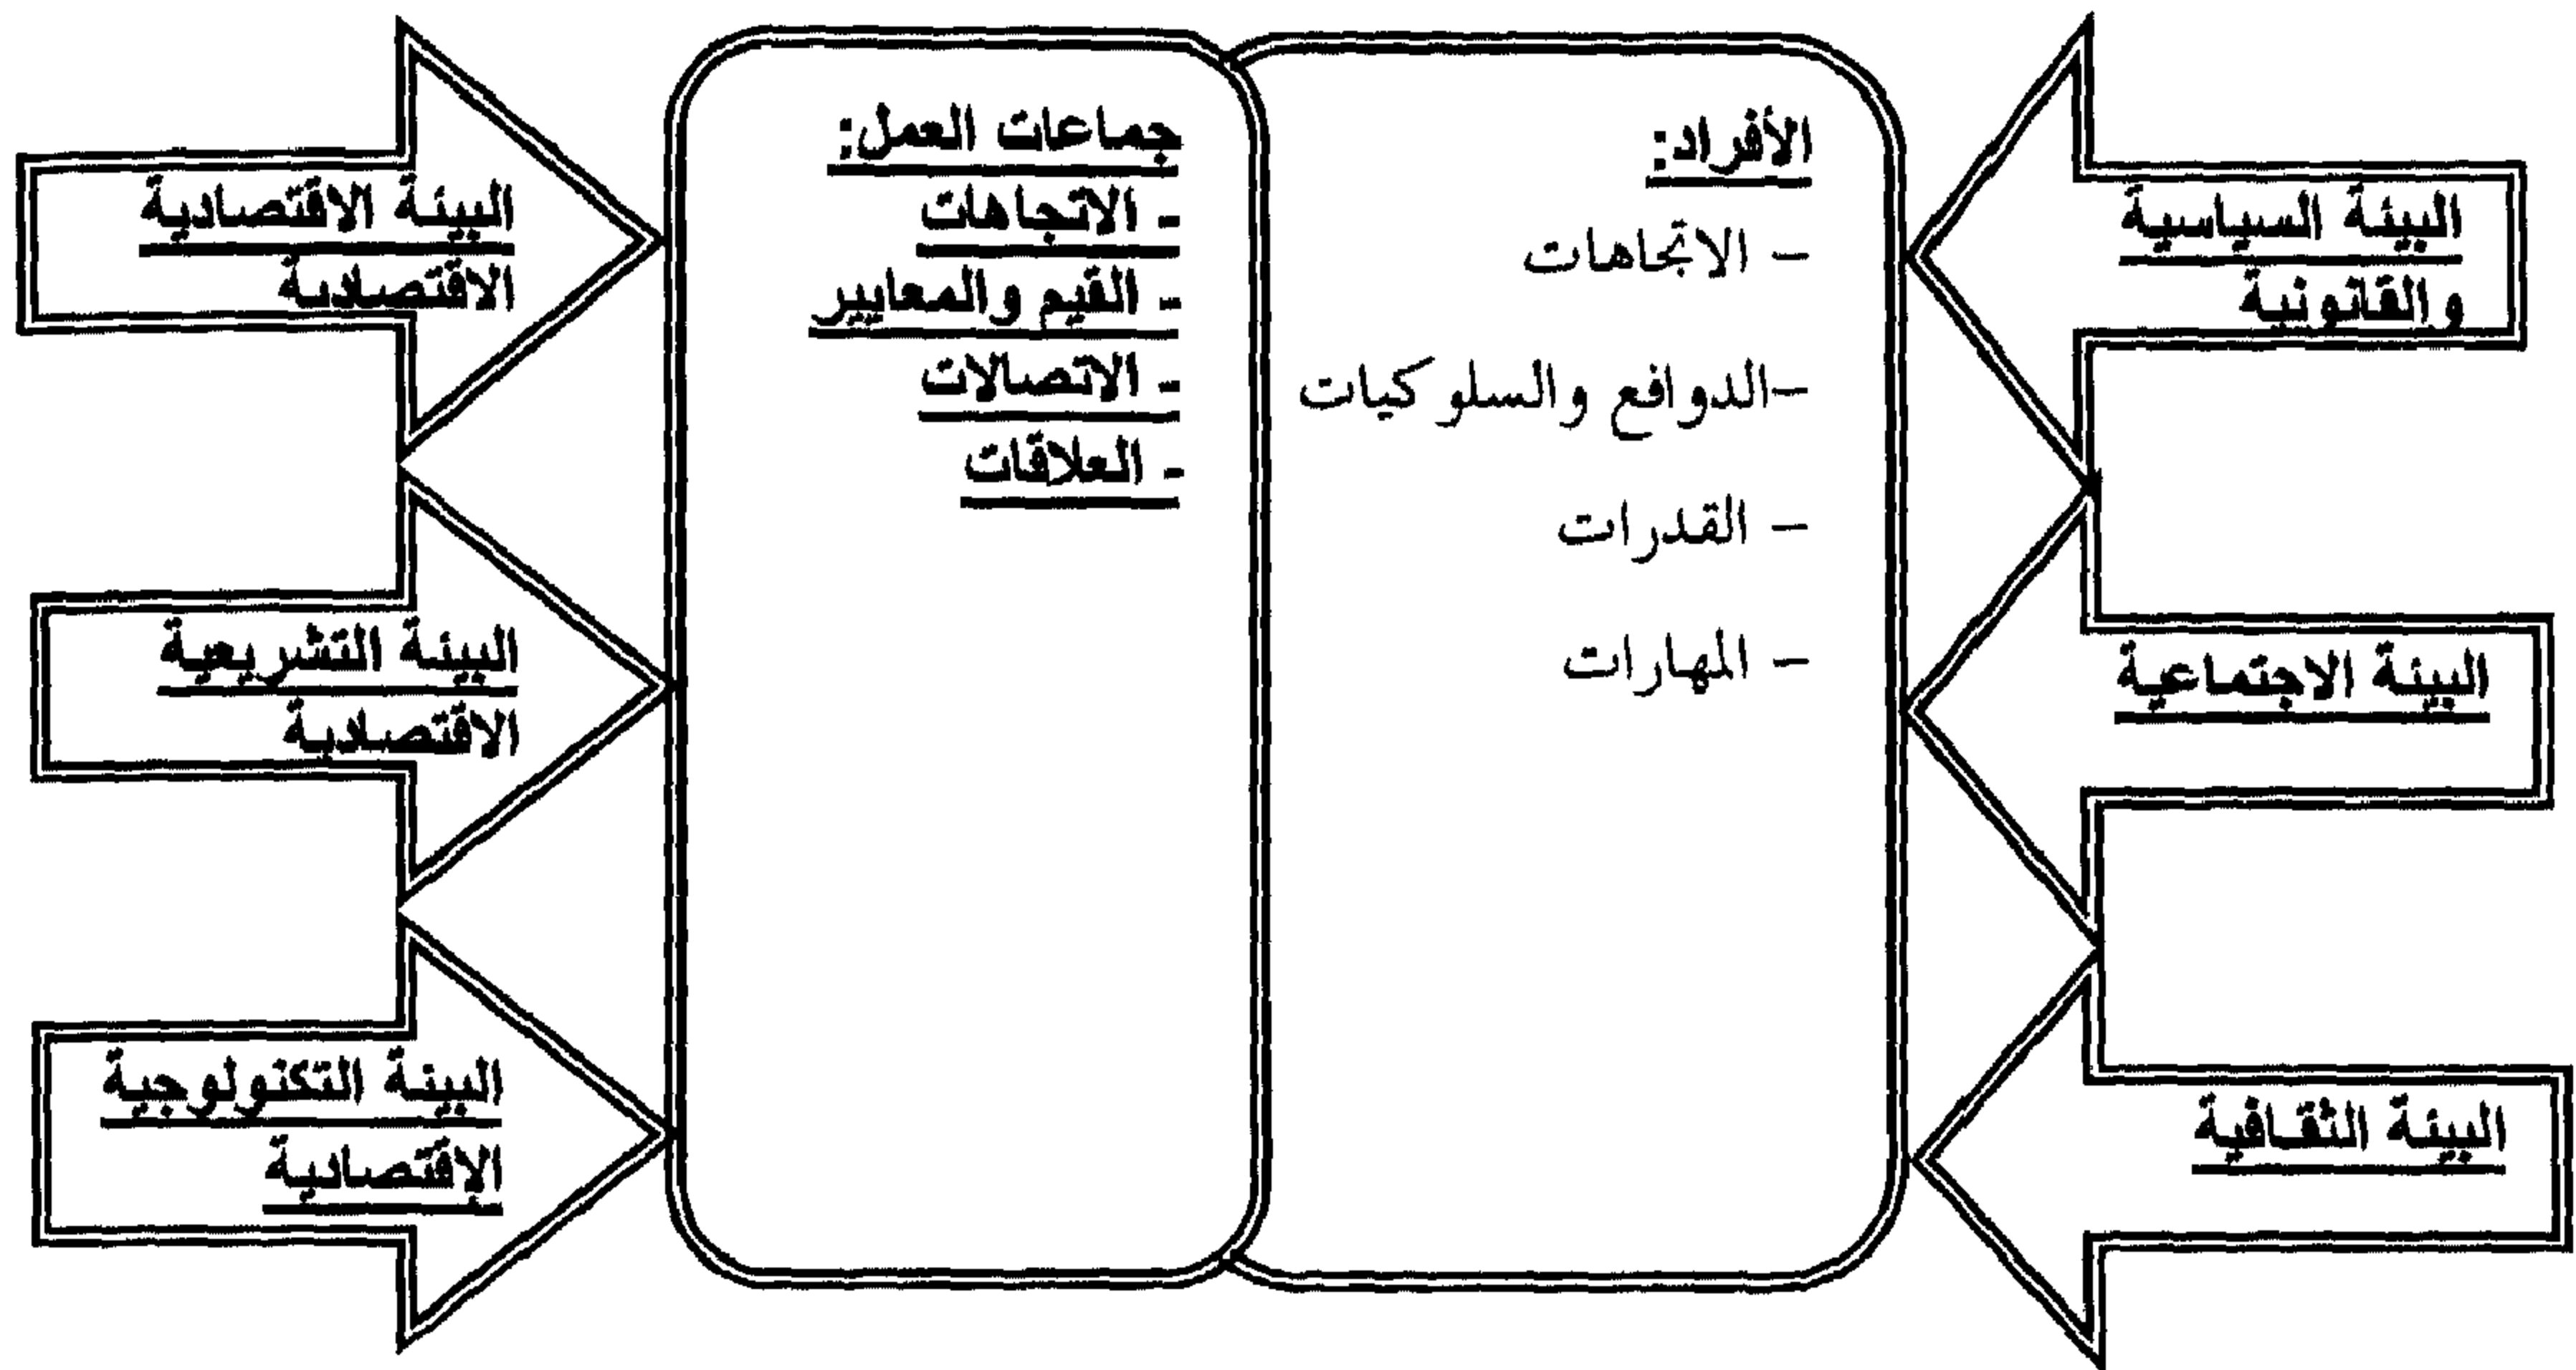 البيئة السياسية
والقانونية
البيئة الاجتماعية
البيئة الثقافية
الأفراد:
- الاتجاهات
-الدوافع والسلوكيات
- القدرات
- المهارات
جماعات العمل:
- الاتجاهات
- القيم والمعايير
- الاتصالات
- العلاقات
البيئة الاقتصادية
الاقتصادية
البيئة التشريعية
الاقتصادية
البيئة التكنولوجية
الإقتصادية